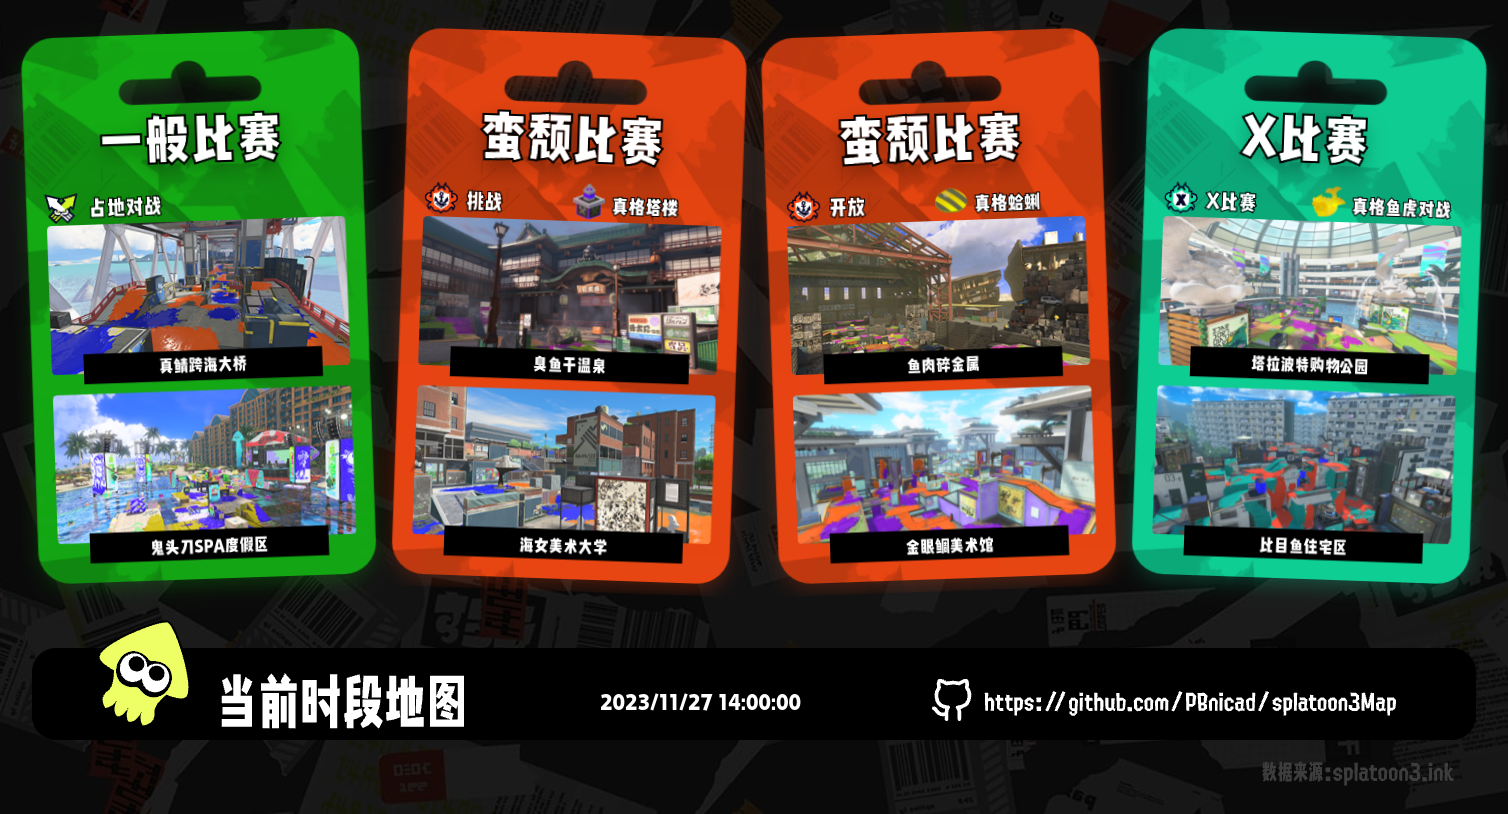 一般比赛
占地对战
真鲭跨海大桥
鬼头刀SPA度假区
蛮颓比赛
挑战
真格塔楼
臭鱼干温泉
海女美术大学
蛮颓比赛
开放
真格蛤蜊
鱼肉碎金属
金眼鲷美术馆
X比赛
X比赛
真格鱼虎对战
塔拉波特购物公园
比目鱼住宅区
当前时段地图
2023/11/27 14:00:00
https://github.com/PBnicad/splatoon3Map
数据来源:splatoon3.ink